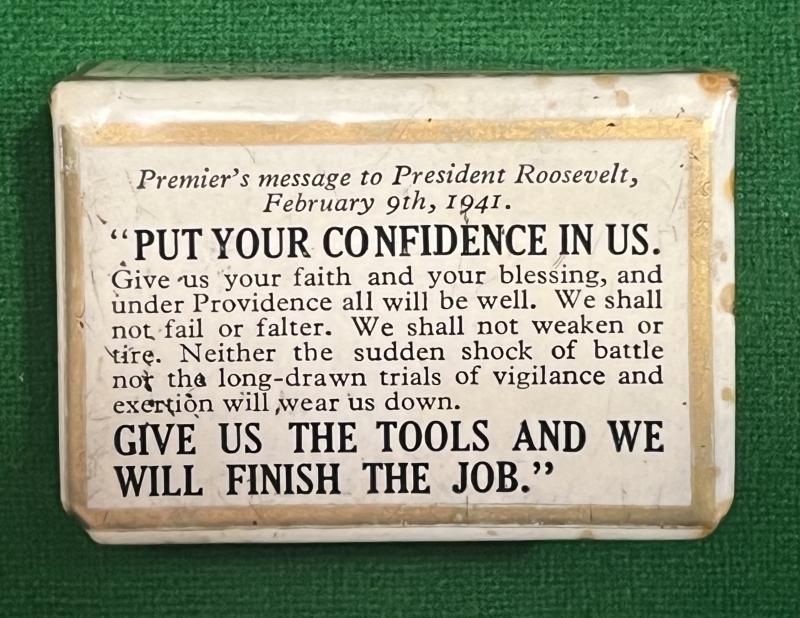 Premier's message to President Roosevelt,
February 9th, 1941.
"PUT YOUR CONFIDENCE IN US.
Give us your faith and your blessing, and
under Providence all will be well. We shall
not fail or falter. We shall not weaken or
tire. Neither the sudden shock of battle
nor the long-drawn trials of vigilance and
exertion will wear us down.
GIVE US THE TOOLS AND WE
WILL FINISH THE JOB."